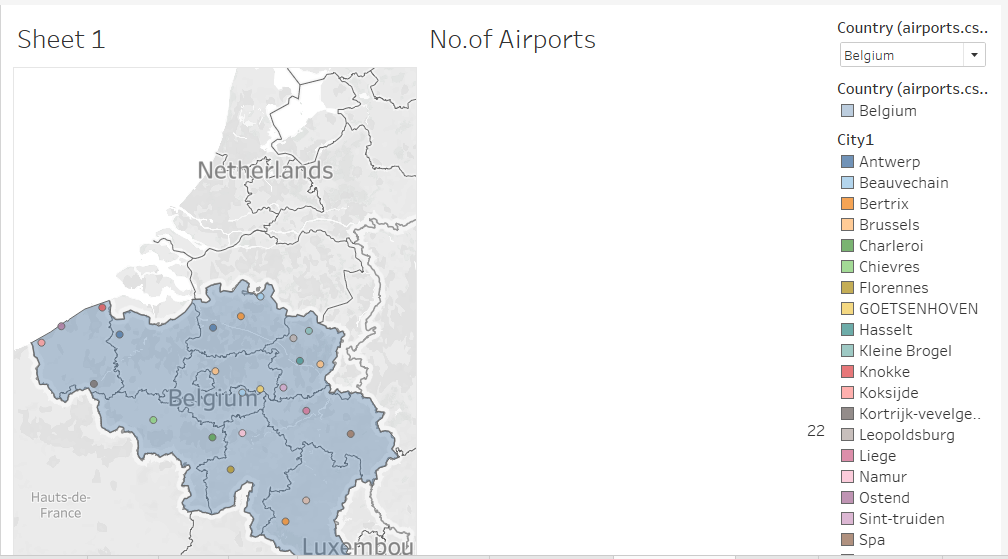 Sheet 1
No.of Airports
Country (airports.cs..
Belgium
Country (airports.cs..
Belgium
City1
Antwerp
Beauvechain
Bertrix
Brussels
Charleroi
Chievres
Florennes
GOETSENHOVEN
Hasselt
Kleine Brogel
Knokke
Koksijde
Kortrijk-vevelge..
Leopoldsburg
Liege
Namur
Ostend
Sint-truiden
Spa
22
Netherlands
Belgium
Hauts-de-
France
Luxembou